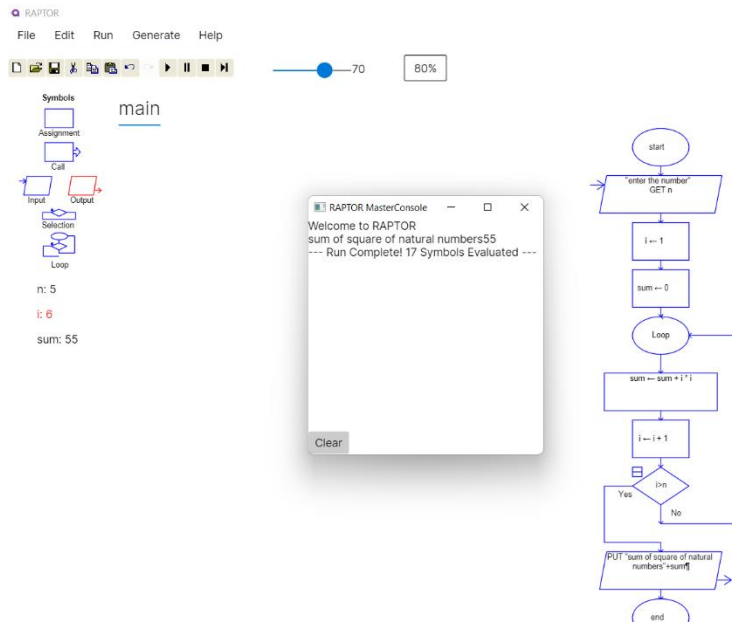 RAPTOR
File Edit Run Generate Help
70
80%
Symbols
Assignment
Call
Input Output
Selection
Loop
n: 5
i: 6
sum: 55
main
RAPTOR MasterConsole
Welcome to RAPTOR
sum of square of natural numbers55
--- Run Complete! 17 Symbols Evaluated ---
Clear
start
"enter the number"
GET n
i ← 1
sum ← 0
Loop
sum ← sum + i * i
i ← i + 1
i>n
Yes
No
PUT "sum of square of natural
numbers"+sum¶
end